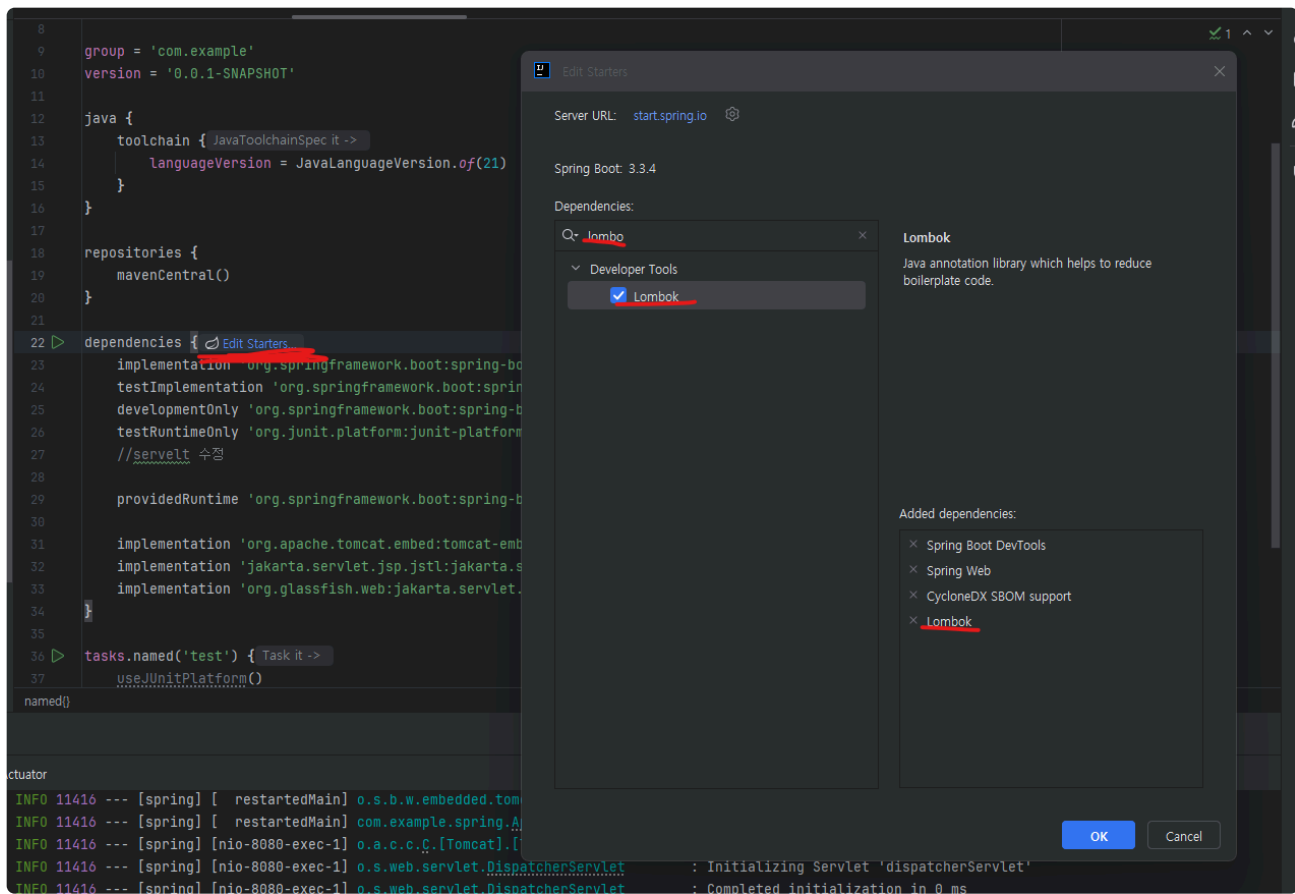 8
9 group = 'com.example'
10 version = '0.0.1-SNAPSHOT'
11
12 java {
13 toolchain { JavaToolchainSpec it ->
14 languageVersion = JavaLanguageVersion.of(21)
15 }
16 }
17
18 repositories {
19 mavenCentral()
20 }
21
22 dependencies { Edit Starters...
23 implementation 'org.springframework.boot:spring-bo
24 testImplementation 'org.springframework.boot:sprin
25 developmentOnly 'org.springframework.boot:spring-b
26 testRuntimeOnly 'org.junit.platform:junit-platform
27 //servelt 수정
28
29 providedRuntime 'org.springframework.boot:spring-b
30
31 implementation 'org.apache.tomcat.embed:tomcat-emb
32 implementation 'jakarta.servlet.jsp.jstl:jakarta.s
33 implementation 'org.glassfish.web:jakarta.servlet.
34 }
35
36 tasks.named('test') { Task it ->
37 useJUnitPlatform()
named{}
1
Edit Starters
Server URL: start.spring.io
Spring Boot: 3.3.4
Dependencies:
lombo
Developer Tools
Lombok
Lombok
Java annotation library which helps to reduce
boilerplate code.
Added dependencies:
Spring Boot DevTools
Spring Web
CycloneDX SBOM support
Lombok
OK Cancel
ctuator
INFO 11416 --- [spring] [ restartedMain] o.s.b.w.embedded.tom
INFO 11416 --- [spring] [ restartedMain] com.example.spring.A
INFO 11416 --- [spring] [nio-8080-exec-1] o.a.c.c.C.[Tomcat].[
INFO 11416 --- [spring] [nio-8080-exec-1] o.s.web.servlet.DispatcherServlet : Initializing Servlet 'dispatcherServlet'
INFO 11416 --- [spring] [nio-8080-exec-1] o.s.web.servlet.DispatcherServlet : Completed initialization in 0 ms